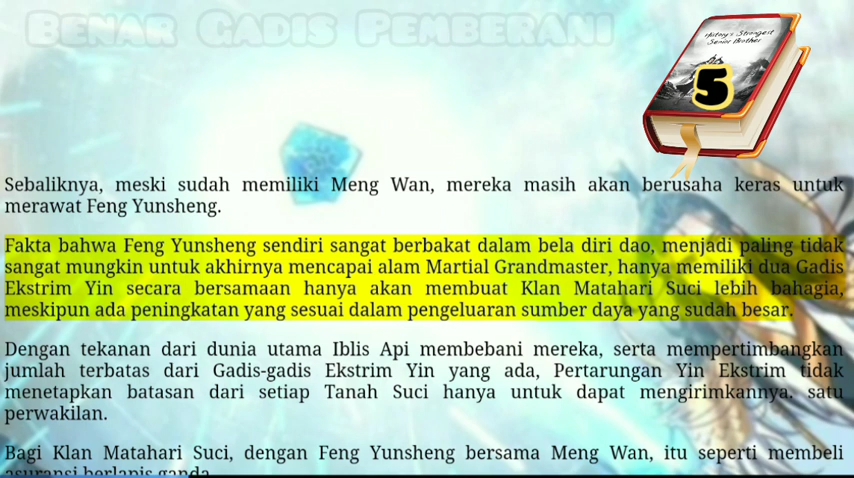 Benar Gadis Pemberani
History's Strongest
Senior Brother
5
Sebaliknya, meski sudah memiliki Meng Wan, mereka masih akan berusaha keras untuk
merawat Feng Yunsheng.
Fakta bahwa Feng Yunsheng sendiri sangat berbakat dalam bela diri dao, menjadi paling tidak
sangat mungkin untuk akhirnya mencapai alam Martial Grandmaster, hanya memiliki dua Gadis
Ekstrim Yin secara bersamaan hanya akan membuat Klan Matahari Suci lebih bahagia,
meskipun ada peningkatan yang sesuai dalam pengeluaran sumber daya yang sudah besar.
Dengan tekanan dari dunia utama Iblis Api membebani mereka, serta mempertimbangkan
jumlah terbatas dari Gadis-gadis Ekstrim Yin yang ada, Pertarungan Yin Ekstrim tidak
menetapkan batasan dari setiap Tanah Suci hanya untuk dapat mengirimkannya. satu
perwakilan.
Bagi Klan Matahari Suci, dengan Feng Yunsheng bersama Meng Wan, itu seperti membeli
asuransi berlapis ganda.